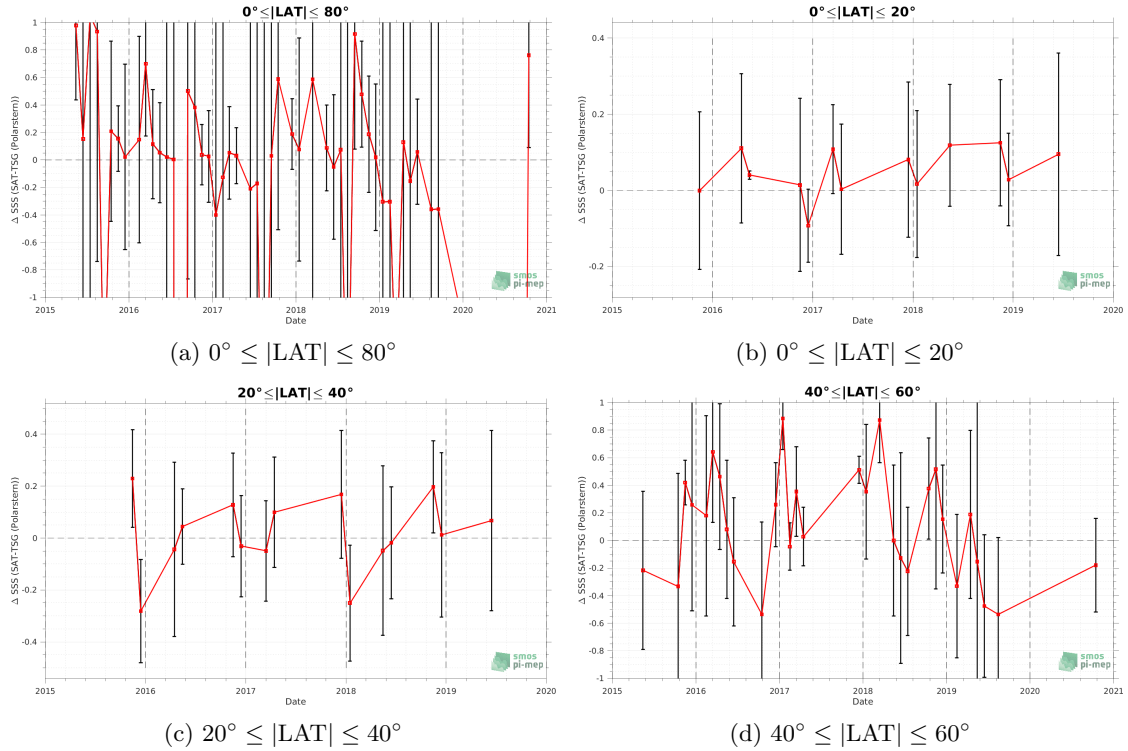 0°≤|LAT|≤ 80°
Δ SSS (SAT-TSG (Polarstern))
1
0.8
0.6
0.4
0.2
0
-0.2
-0.4
-0.6
-0.8
-1
2015
2016
2017
2018
2019
2020
2021
Date
smos
pi-mep
(a) 0° ≤ |LAT| ≤ 80°
0°≤|LAT|≤ 20°
Δ SSS (SAT-TSG (Polarstern))
0.4
0.2
0
-0.2
2015
2016
2017
2018
2019
2020
Date
smos
pi-mep
(b) 0° ≤ |LAT| ≤ 20°
20°≤|LAT|≤ 40°
Δ SSS (SAT-TSG (Polarstern))
0.4
0.2
0
-0.2
-0.4
2015
2016
2017
2018
2019
2020
Date
smos
pi-mep
(c) 20° ≤ |LAT| ≤ 40°
40°≤|LAT|≤ 60°
Δ SSS (SAT-TSG (Polarstern))
1
0.8
0.6
0.4
0.2
0
-0.2
-0.4
-0.6
-0.8
-1
2015
2016
2017
2018
2019
2020
2021
Date
smos
pi-mep
(d) 40° ≤ |LAT| ≤ 60°